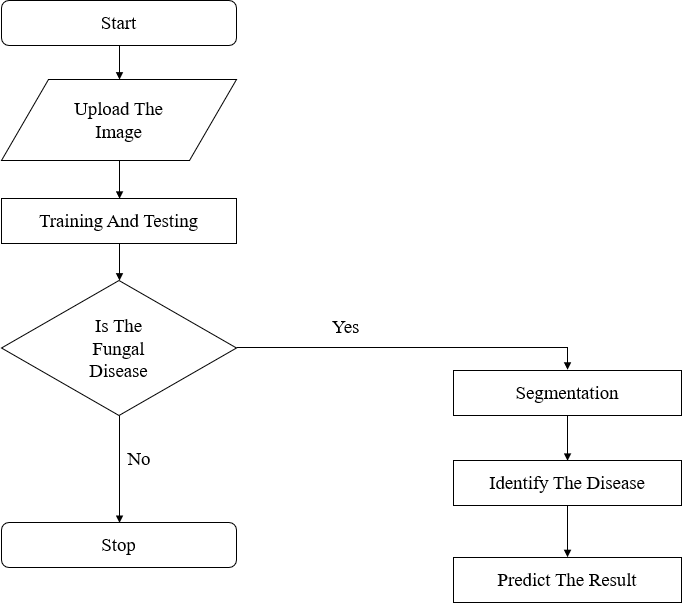 Start
Upload The
Image
Training And Testing
Is The
Fungal
Disease
Yes
Segmentation
No
Identify The Disease
Stop
Predict The Result